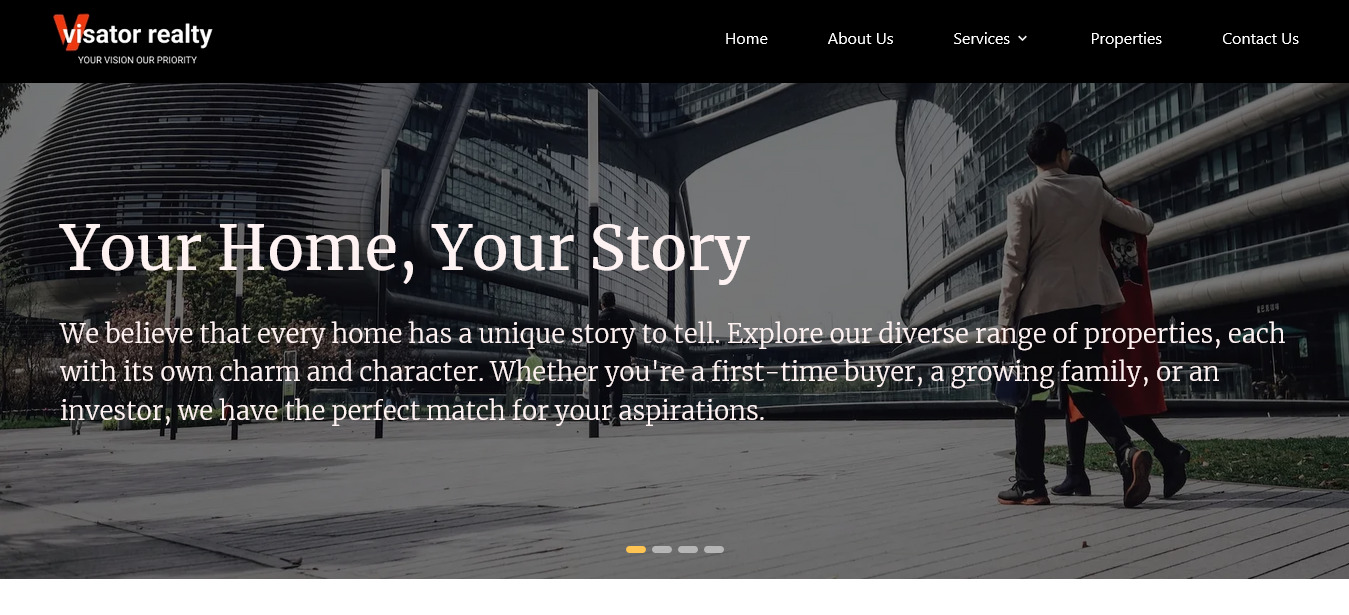 visator realty
YOUR VISION OUR PRIORITY
Home
About Us
Services
Properties
Contact Us
Your Home, Your Story
We believe that every home has a unique story to tell. Explore our diverse range of properties, each
with its own charm and character. Whether you're a first-time buyer, a growing family, or an
investor, we have the perfect match for your aspirations.